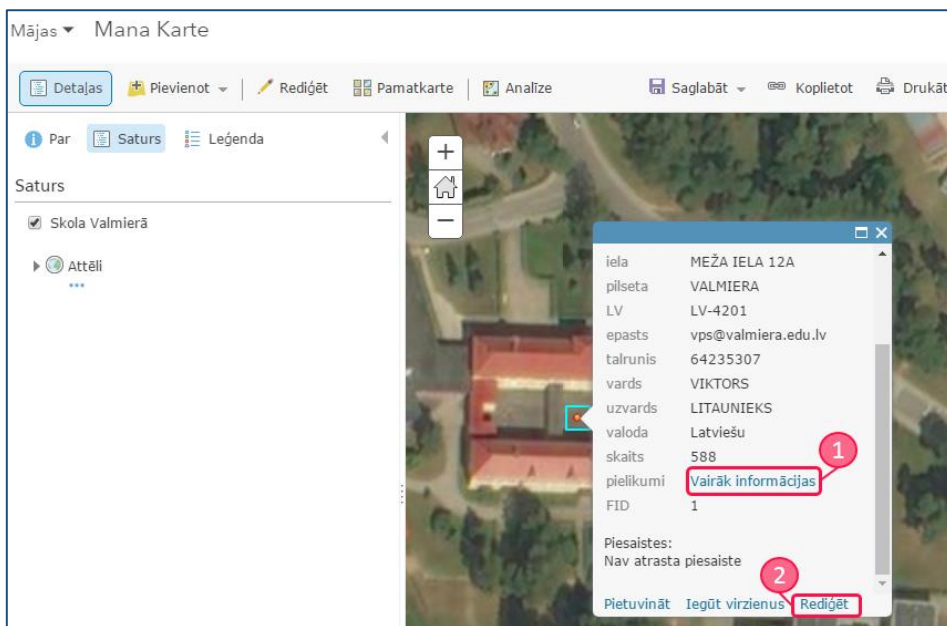 Mājas Mana Karte
Detaļas Pievienot Rediģēt Pamatkarte Analīze Saglabāt Koplietot Drukāt
Par Saturs Leģenda
Saturs
Skola Valmierā
Attēli
+
−
iela MEŽA IELA 12A
pilseta VALMIERA
LV LV-4201
epasts vps@valmiera.edu.lv
talrunis 64235307
vards VIKTORS
uzvards LITAUNIEKS
valoda Latviešu
skaits 588
1
pielikumi Vairāk informācijas
FID 1
Piesaistes:
Nav atrasta piesaiste
2
Pietuvināt Iegūt virzienus Rediģēt